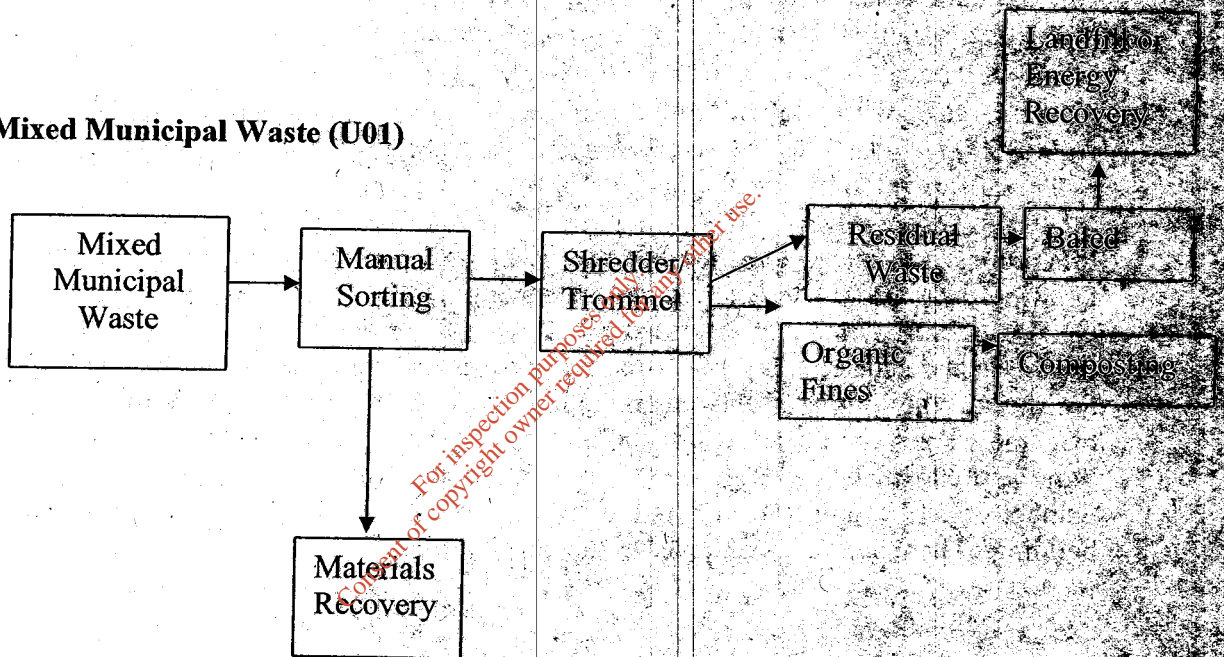 Landfill or
Energy
Recovery
Mixed Municipal Waste (U01)
Mixed
Municipal
Waste
Manual
Sorting
Shredder/
Trommel
Residual
Waste
Baled
Organic
Fines
Composting
Materials
Recovery
For inspection purposes only.
Consent of copyright owner required for any other use.